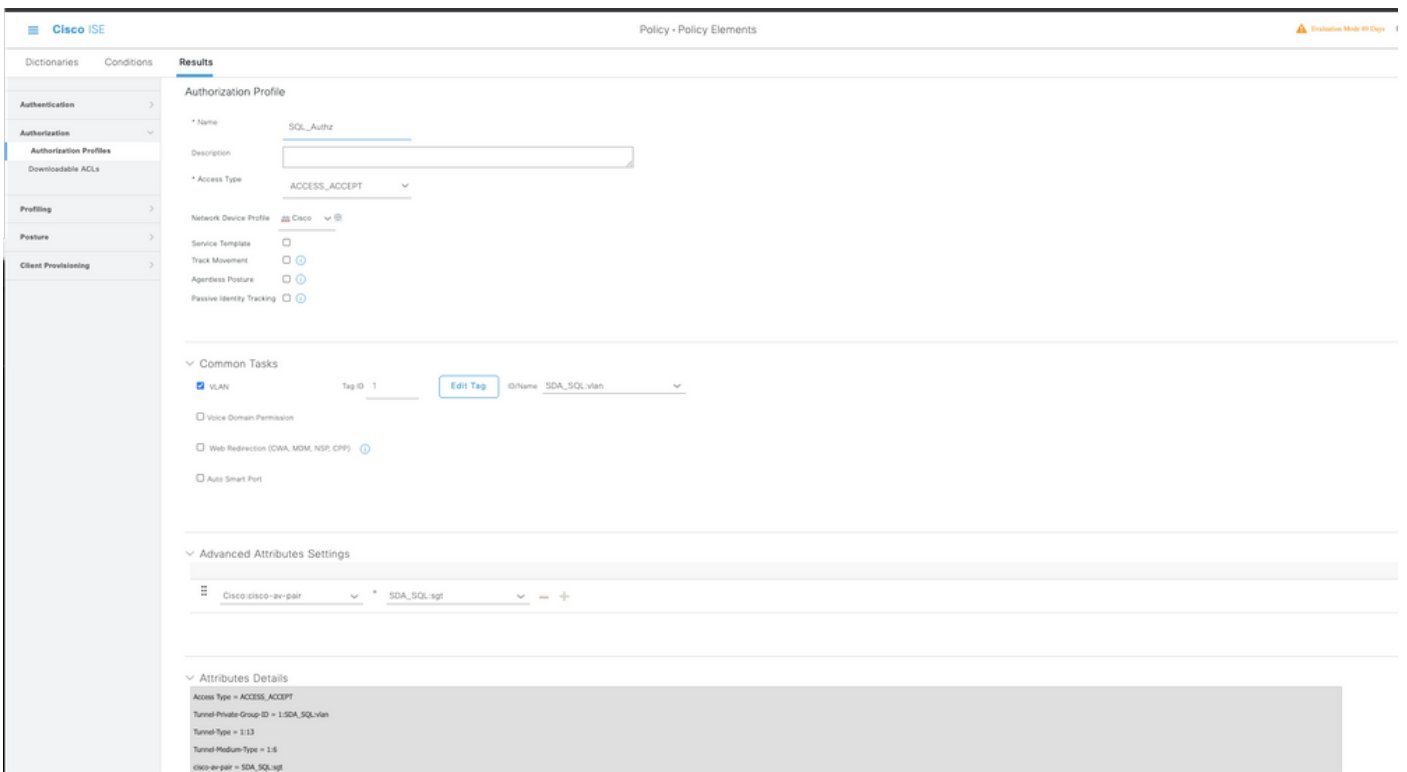 Cisco ISE
Policy · Policy Elements
Evaluation Mode 89 Days
Dictionaries Conditions Results
Authentication
Authorization
Authorization Profiles
Downloadable ACLs
Profiling
Posture
Client Provisioning
Authorization Profile
* Name SQL_Authz
Description
* Access Type ACCESS_ACCEPT
Network Device Profile Cisco
Service Template
Track Movement
Agentless Posture
Passive Identity Tracking
Common Tasks
VLAN Tag ID 1 Edit Tag ID/Name SDA_SQL:vlan
Voice Domain Permission
Web Redirection (CWA, MDM, NSP, CPP)
Auto Smart Port
Advanced Attributes Settings
Cisco:cisco-av-pair = SDA_SQL:sgt
Attributes Details
Access Type = ACCESS_ACCEPT
Tunnel-Private-Group-ID = 1:SDA_SQL:vlan
Tunnel-Type = 1:13
Tunnel-Medium-Type = 1:6
cisco-av-pair = SDA_SQL:sgt